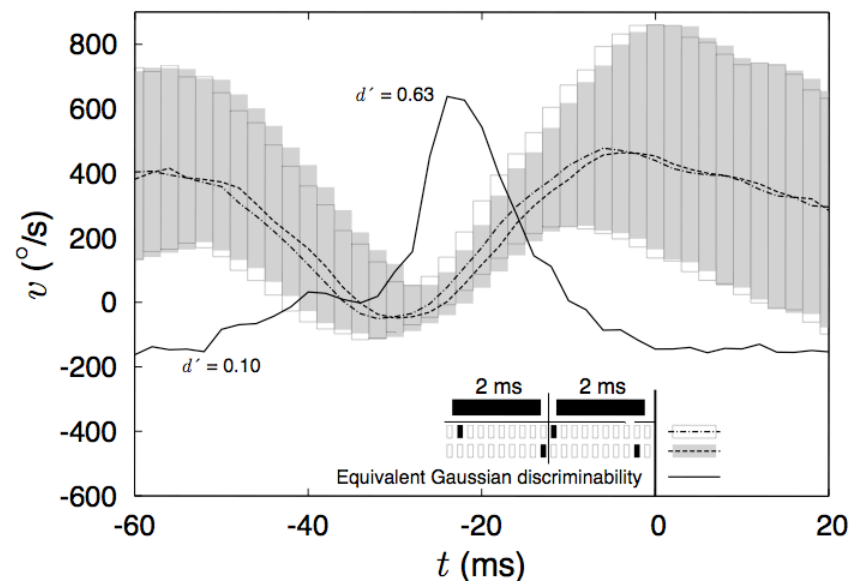 800
600
400
200
0
-200
-400
-600
v (°/s)
d´ = 0.63
d´ = 0.10
2 ms 2 ms
Equivalent Gaussian discriminability
-60 -40 -20 0 20
t (ms)